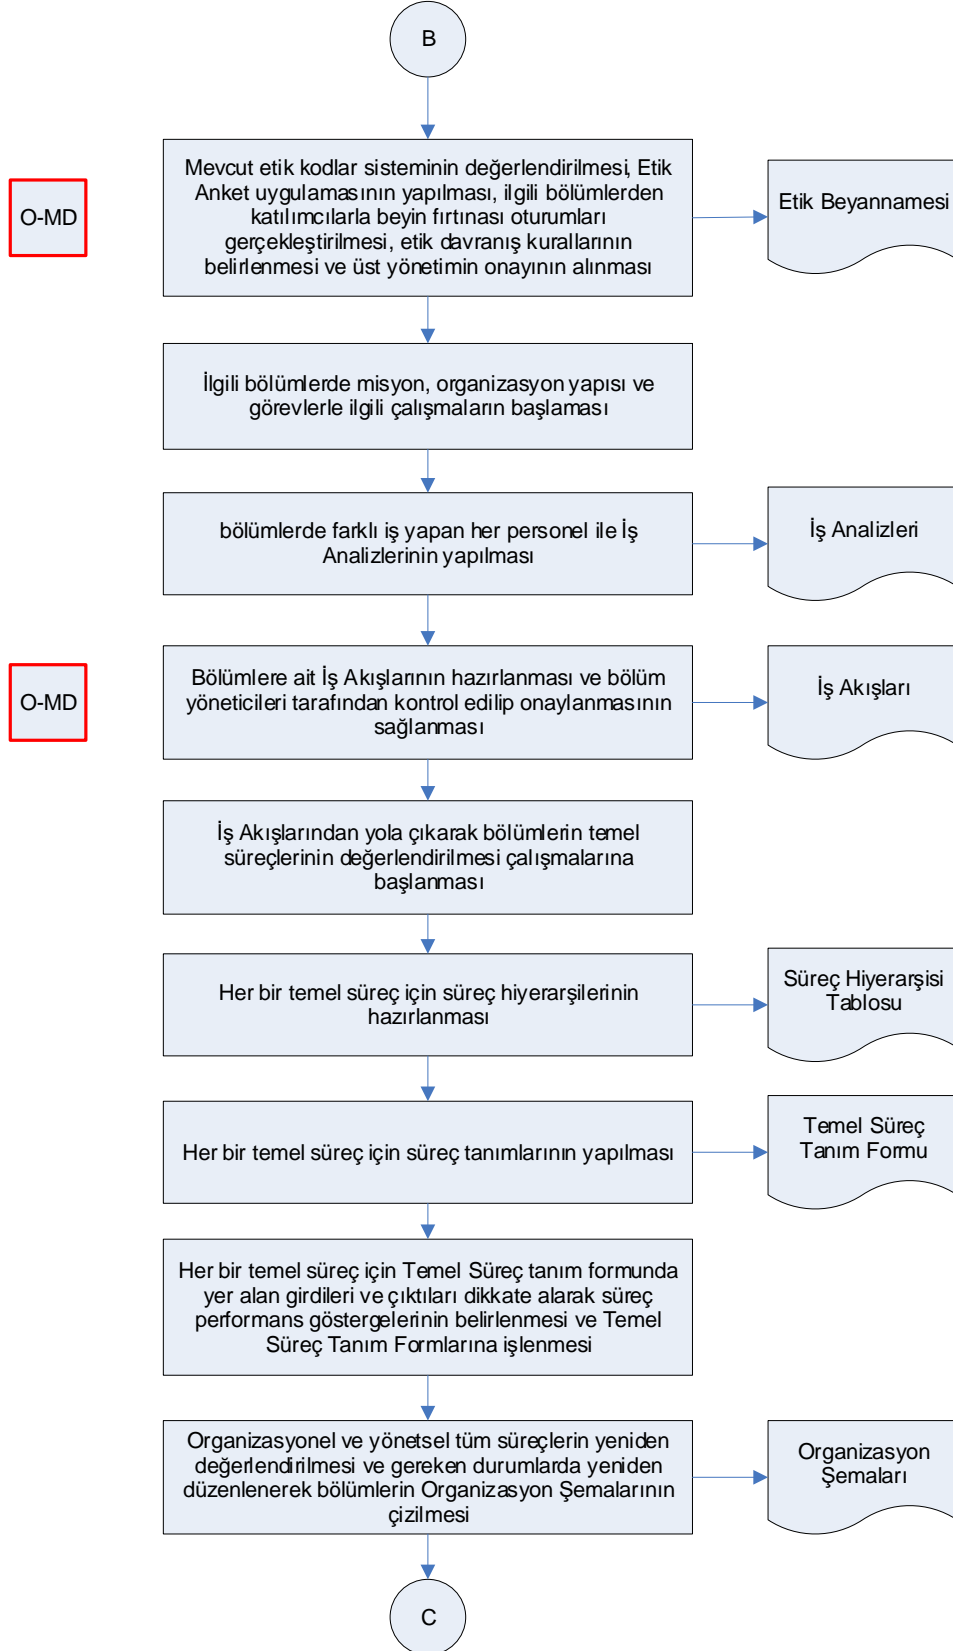 B
Mevcut etik kodlar sisteminin değerlendirilmesi, Etik
Anket uygulamasının yapılması, ilgili bölümlerden
katılımcılarla beyin fırtınası oturumları
gerçekleştirilmesi, etik davranış kurallarının
belirlenmesi ve üst yönetimin onayının alınması
O-MD
Etik Beyannamesi
İlgili bölümlerde misyon, organizasyon yapısı ve
görevlerle ilgili çalışmaların başlaması
bölümlerde farklı iş yapan her personel ile İş
Analizlerinin yapılması
İş Analizleri
O-MD
Bölümlere ait İş Akışlarının hazırlanması ve bölüm
yöneticileri tarafından kontrol edilip onaylanmasının
sağlanması
İş Akışları
İş Akışlarından yola çıkarak bölümlerin temel
süreçlerinin değerlendirilmesi çalışmalarına
başlanması
Her bir temel süreç için süreç hiyerarşilerinin
hazırlanması
Süreç Hiyerarşisi
Tablosu
Her bir temel süreç için süreç tanımlarının yapılması
Temel Süreç
Tanım Formu
Her bir temel süreç için Temel Süreç tanım formunda
yer alan girdileri ve çıktıları dikkate alarak süreç
performans göstergelerinin belirlenmesi ve Temel
Süreç Tanım Formlarına işlenmesi
Organizasyonel ve yönetsel tüm süreçlerin yeniden
değerlendirilmesi ve gereken durumlarda yeniden
düzenlenerek bölümlerin Organizasyon Şemalarının
çizilmesi
Organizasyon
Şemaları
C